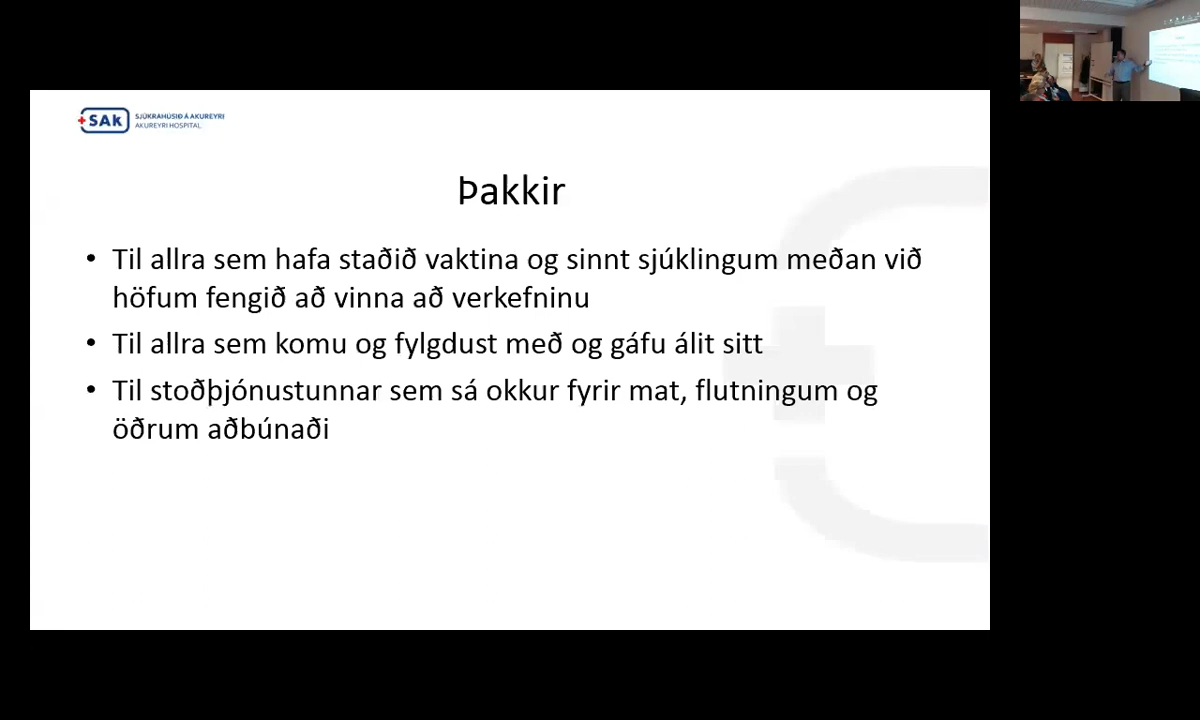 SAk
SJÚKRAHÚSIÐ Á AKUREYRI
AKUREYRI HOSPITAL
Þakkir
• Til allra sem hafa staðið vaktina og sinnt sjúklingum meðan við
höfum fengið að vinna að verkefninu
• Til allra sem komu og fylgdust með og gáfu álit sitt
• Til stoðþjónustunnar sem sá okkur fyrir mat, flutningum og
öðrum aðbúnaði